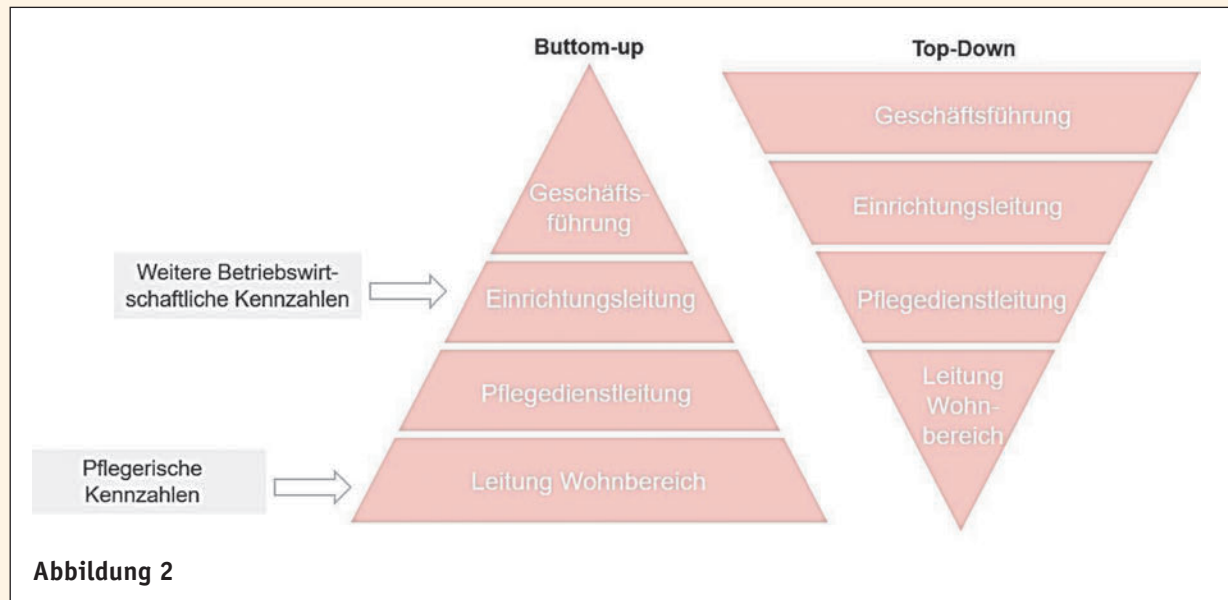 Buttom-up
Geschäfts-
führung
Einrichtungsleitung
Pflegedienstleitung
Leitung Wohnbereich
Weitere Betriebswirt-
schaftliche Kennzahlen
Pflegerische
Kennzahlen
Top-Down
Geschäftsführung
Einrichtungsleitung
Pflegedienstleitung
Leitung
Wohn-
bereich
Abbildung 2